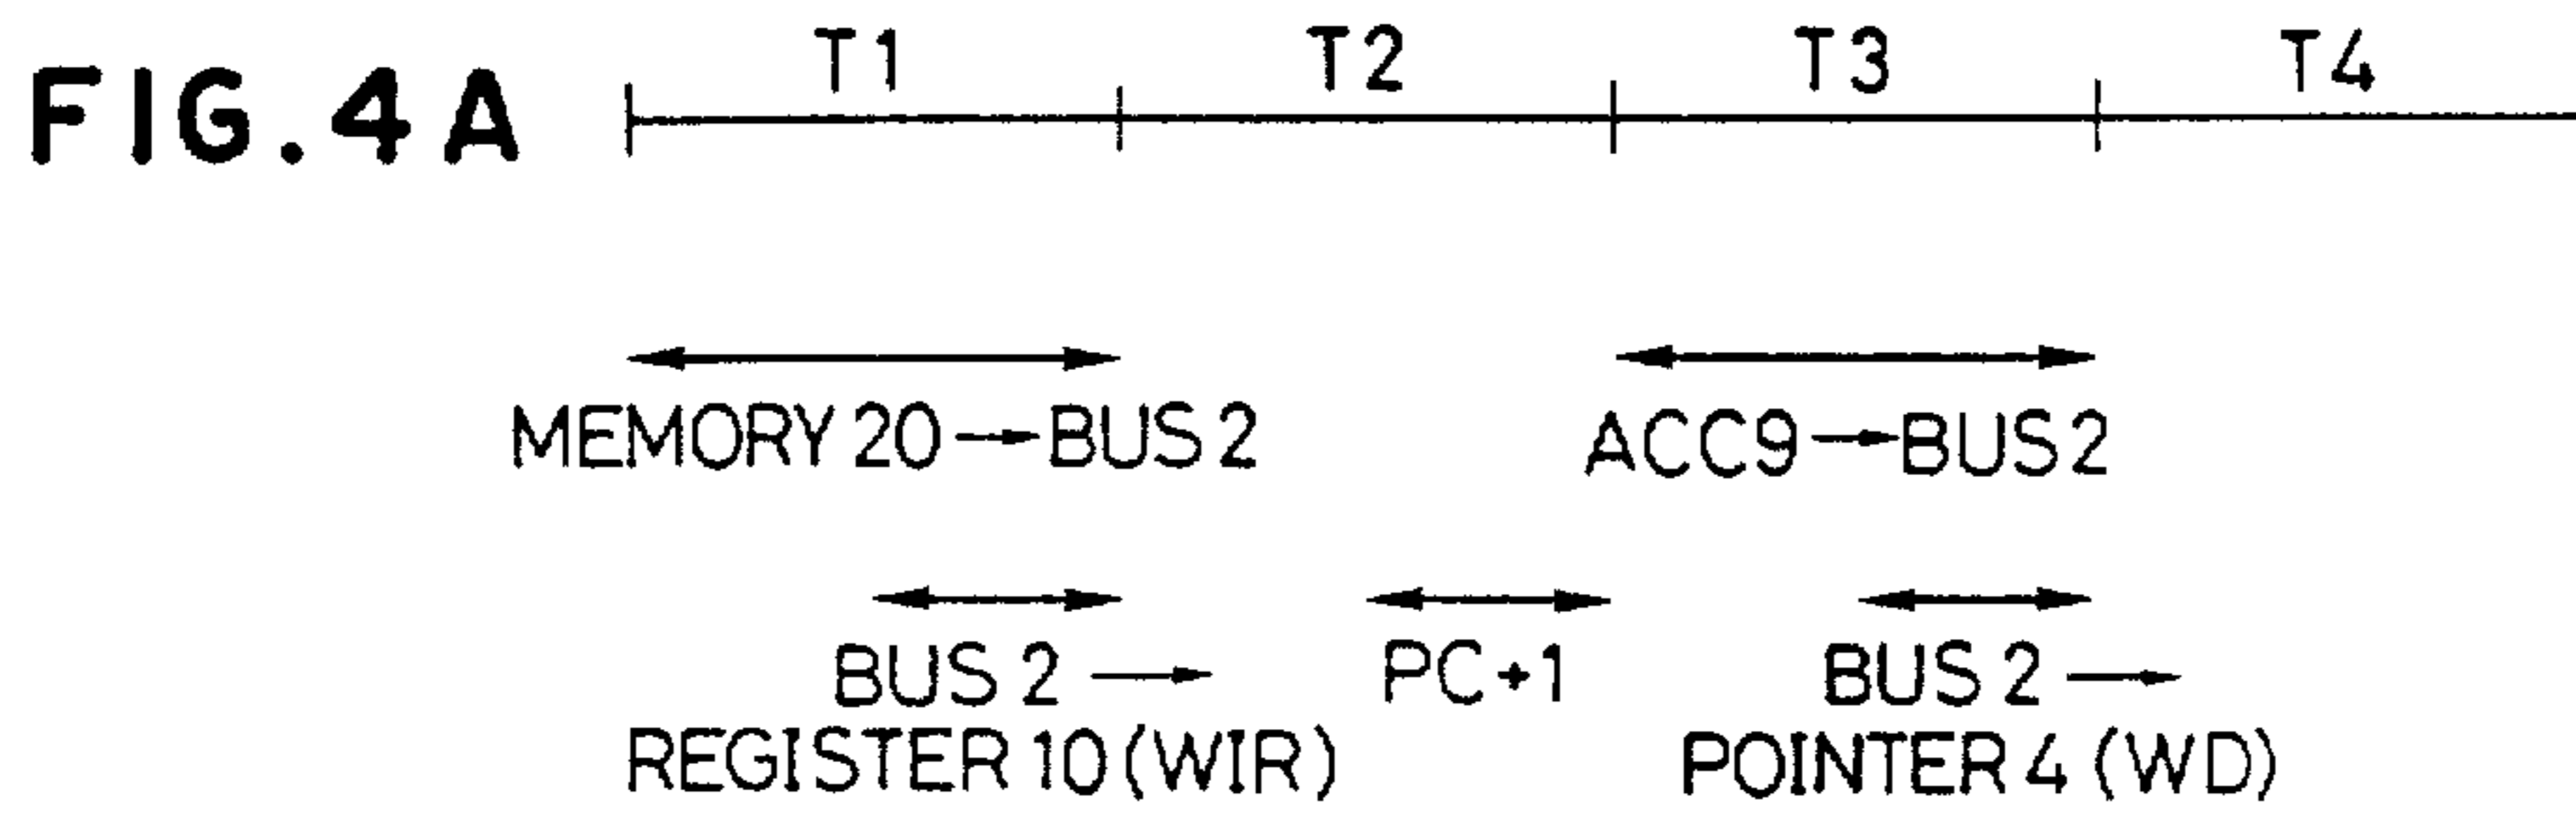 FIG. 4A T1 T2 T3 T4
MEMORY 20 → BUS 2 ACC9 → BUS 2
BUS 2 → PC+1 BUS 2 →
REGISTER 10 (WIR) POINTER 4 (WD)